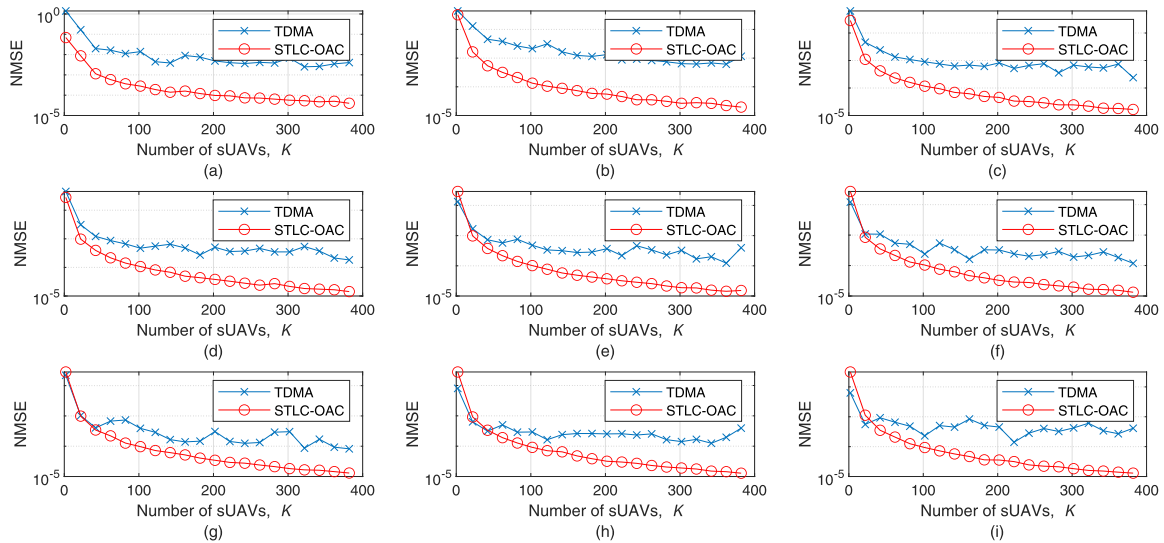 10^0
NMSE
10^-5
TDMA
STLC-OAC
0 100 200 300 400
Number of sUAVs, K
(a)
NMSE
10^-5
TDMA
STLC-OAC
0 100 200 300 400
Number of sUAVs, K
(b)
NMSE
10^-5
TDMA
STLC-OAC
0 100 200 300 400
Number of sUAVs, K
(c)
NMSE
10^-5
TDMA
STLC-OAC
0 100 200 300 400
Number of sUAVs, K
(d)
NMSE
10^-5
TDMA
STLC-OAC
0 100 200 300 400
Number of sUAVs, K
(e)
NMSE
10^-5
TDMA
STLC-OAC
0 100 200 300 400
Number of sUAVs, K
(f)
NMSE
10^-5
TDMA
STLC-OAC
0 100 200 300 400
Number of sUAVs, K
(g)
NMSE
10^-5
TDMA
STLC-OAC
0 100 200 300 400
Number of sUAVs, K
(h)
NMSE
10^-5
TDMA
STLC-OAC
0 100 200 300 400
Number of sUAVs, K
(i)